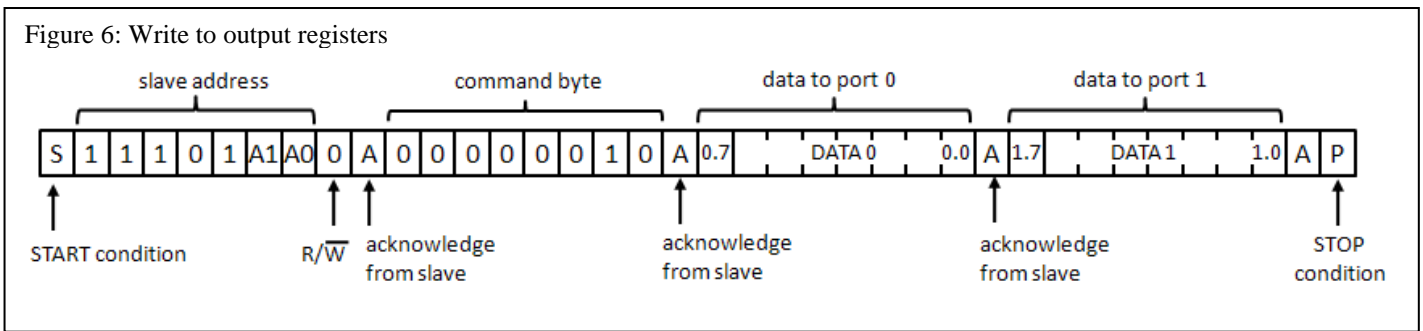 Figure 6: Write to output registers
slave address command byte data to port 0 data to port 1
S 1 1 1 0 1 A1 A0 0 A 0 0 0 0 0 0 1 0 A 0.7 DATA 0 0.0 A 1.7 DATA 1 1.0 A P
START condition R/W̅ acknowledge from slave acknowledge from slave acknowledge from slave STOP condition